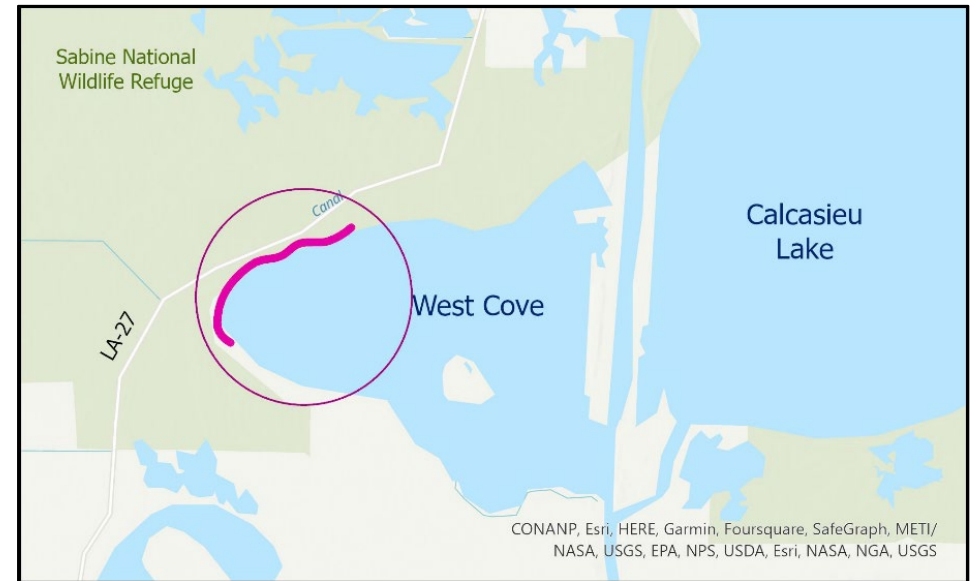 Sabine National
Wildlife Refuge
Canal
Calcasieu
Lake
West Cove
LA-27
CONANP, Esri, HERE, Garmin, Foursquare, SafeGraph, METI/
NASA, USGS, EPA, NPS, USDA, Esri, NASA, NGA, USGS